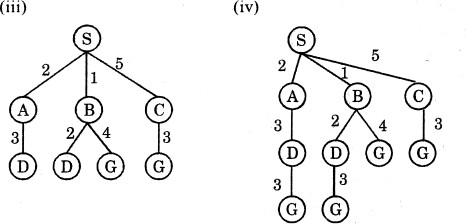 (iii) (iv)
S S
2 1 5 2 1 5
A B C A B C
3 2 4 3 3 2 4 3
D D G G D D G G
3 3
G G